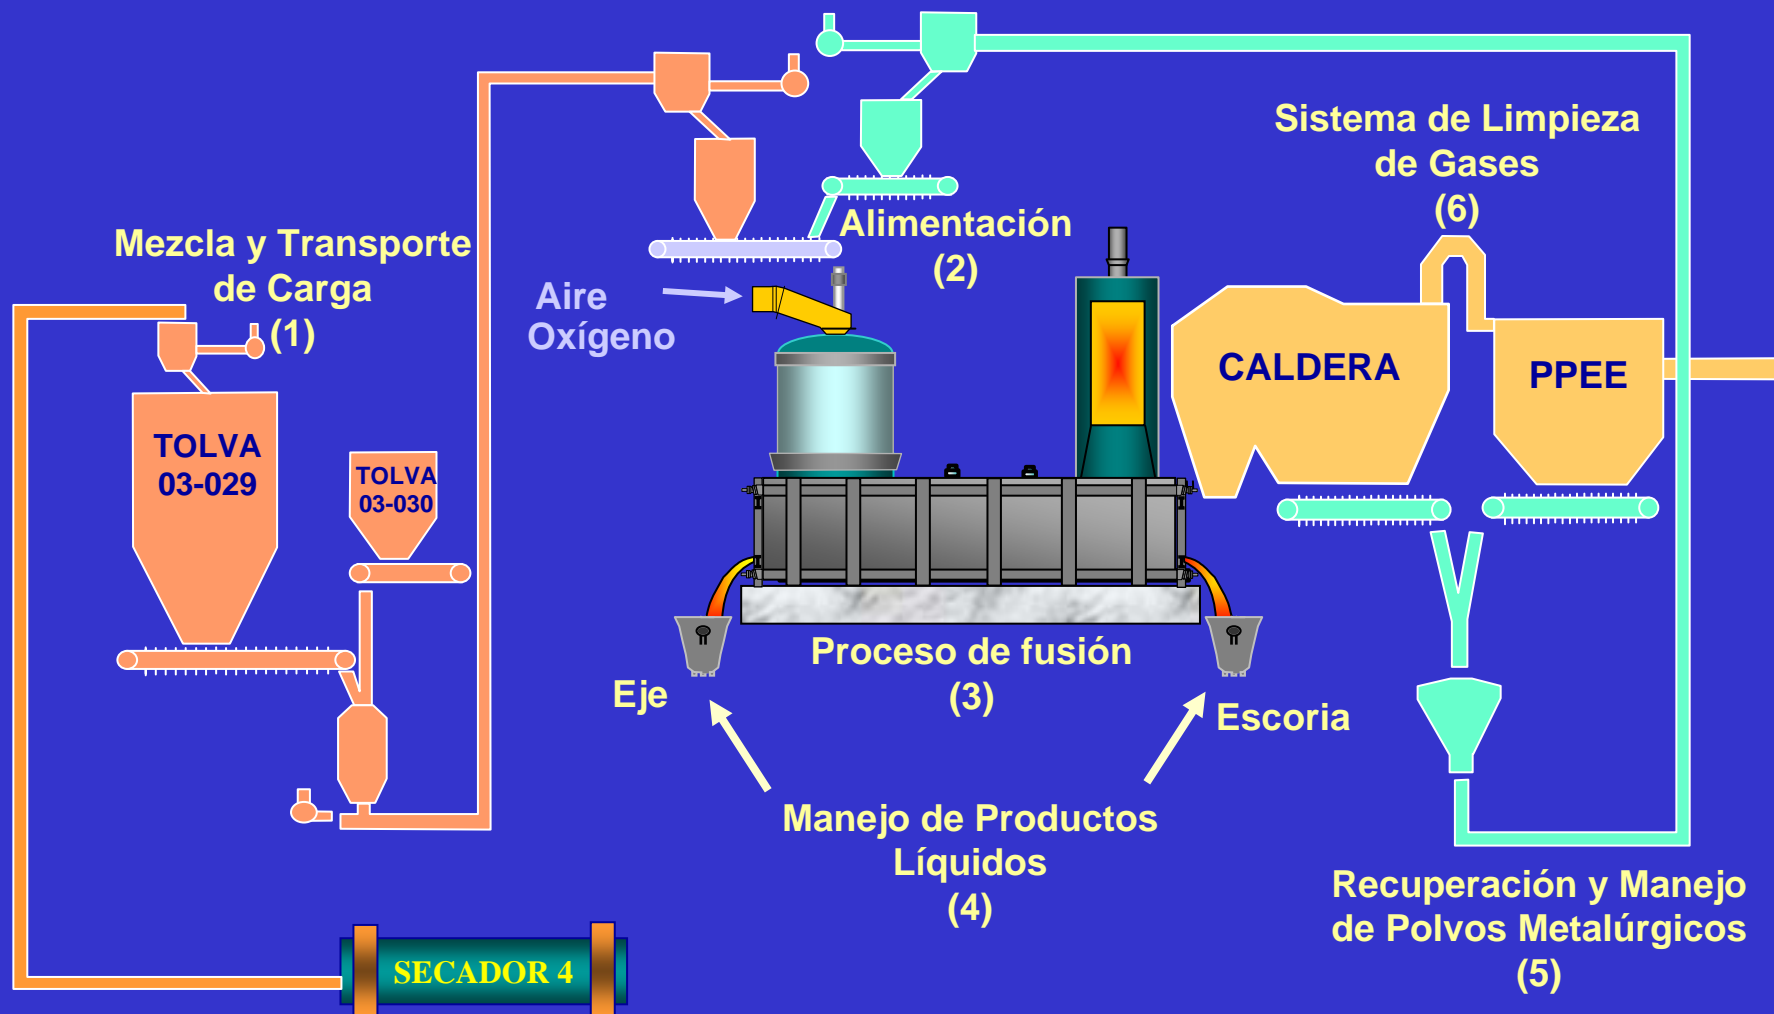 Mezcla y Transporte
de Carga
(1)
TOLVA
03-029
TOLVA
03-030
SECADOR 4
Alimentación
(2)
Aire
Oxígeno
Proceso de fusión
(3)
Eje
Escoria
Manejo de Productos
Líquidos
(4)
Sistema de Limpieza
de Gases
(6)
CALDERA
PPEE
Recuperación y Manejo
de Polvos Metalúrgicos
(5)